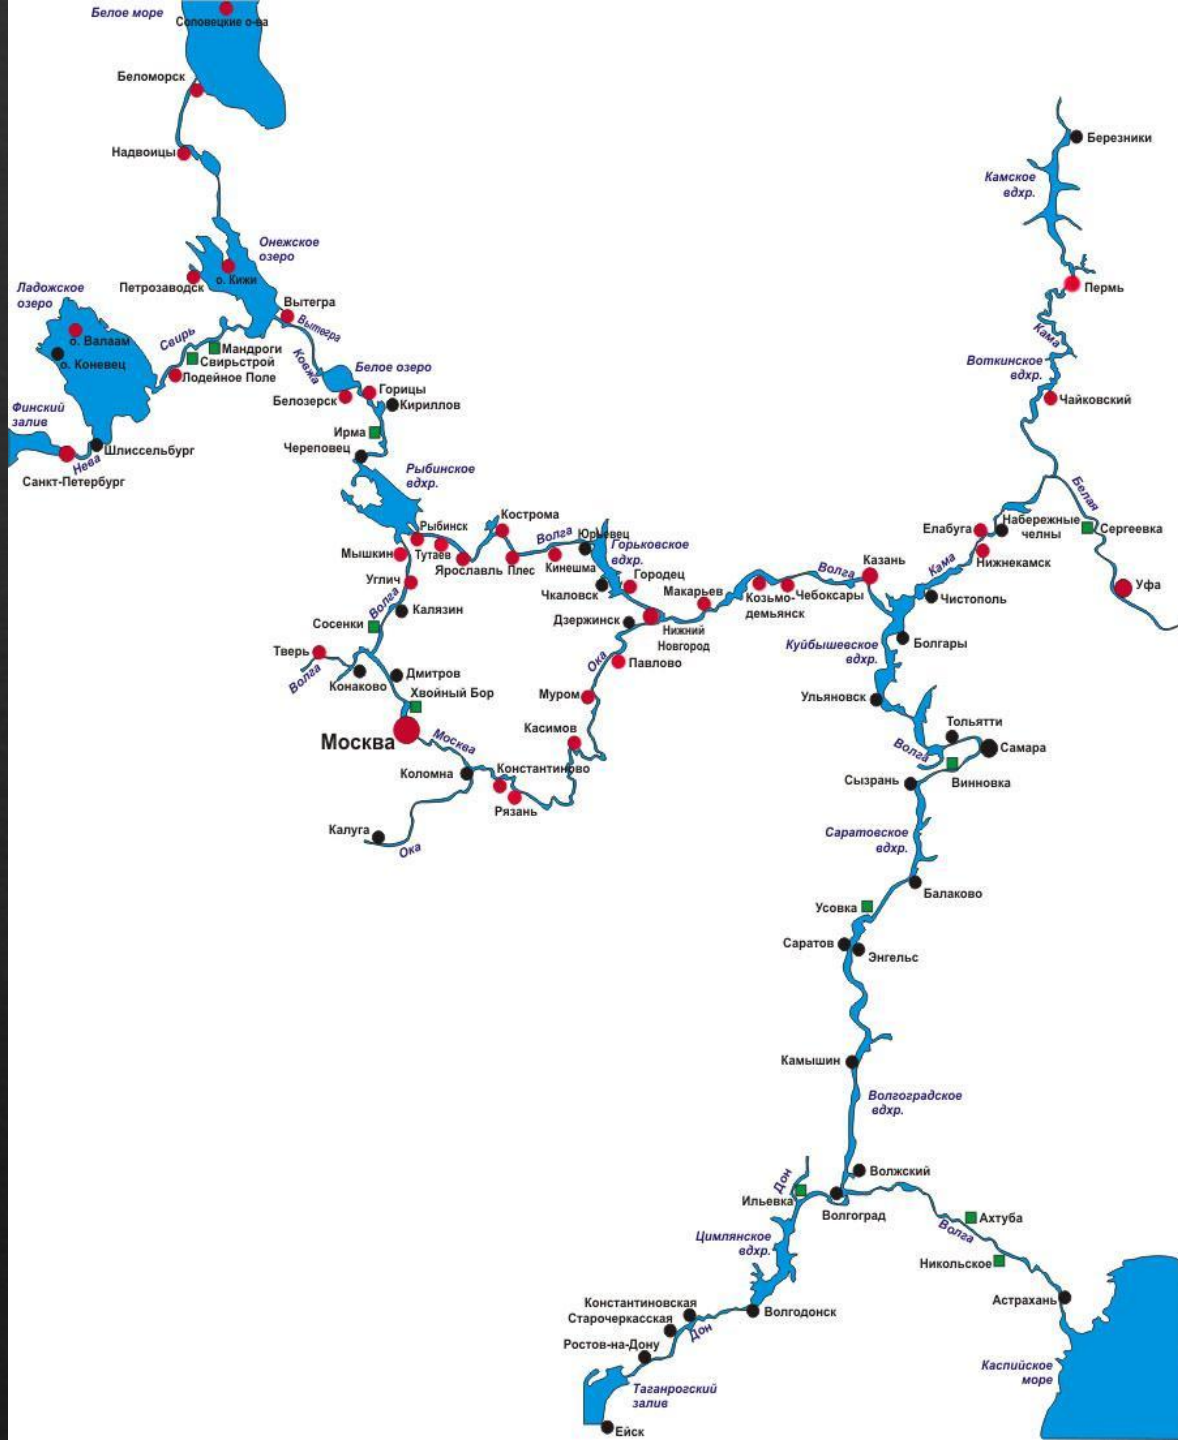 Белое море
Соловецкие о-ва
Беломорск
Надвоицы
Березники
Камское
вдхр.
Онежское
озеро
о. Кижи
Петрозаводск
Ладожское
озеро
Пермь
Вытегра
Вытегра
Свирь
о. Валаам
о. Коневец
Мандроги
Свирьстрой
Лодейное Поле
Ковжа
Белое озеро
Кама
Воткинское
вдхр.
Чайковский
Горицы
Кириллов
Белозерск
Финский
залив
Ирма
Череповец
Шлиссельбург
Нева
Санкт-Петербург
Рыбинское
вдхр.
Белая
Кострома
Рыбинск
Волга
Юрьевец
Горьковское
вдхр.
Елабуга
Набережные
челны
Сергеевка
Мышкин
Тутаев
Ярославль
Плес
Кинешма
Нижнекамск
Казань
Волга
Кама
Углич
Городец
Чкаловск
Макарьев
Козьмо-
демьянск
Чебоксары
Чистополь
Уфа
Волга
Калязин
Сосенки
Дзержинск
Нижний
Новгород
Куйбышевское
вдхр.
Болгары
Тверь
Волга
Конаково
Дмитров
Ока
Павлово
Хвойный Бор
Муром
Ульяновск
Москва
Москва
Касимов
Тольятти
Волга
Самара
Коломна
Константиново
Сызрань
Винновка
Рязань
Калуга
Ока
Саратовское
вдхр.
Балаково
Усовка
Саратов
Энгельс
Камышин
Волгоградское
вдхр.
Волжский
Дон
Ильевка
Волгоград
Ахтуба
Волга
Цимлянское
вдхр.
Никольское
Астрахань
Константиновская
Старочеркасская
Волгодонск
Дон
Ростов-на-Дону
Каспийское
море
Таганрогский
залив
Ейск